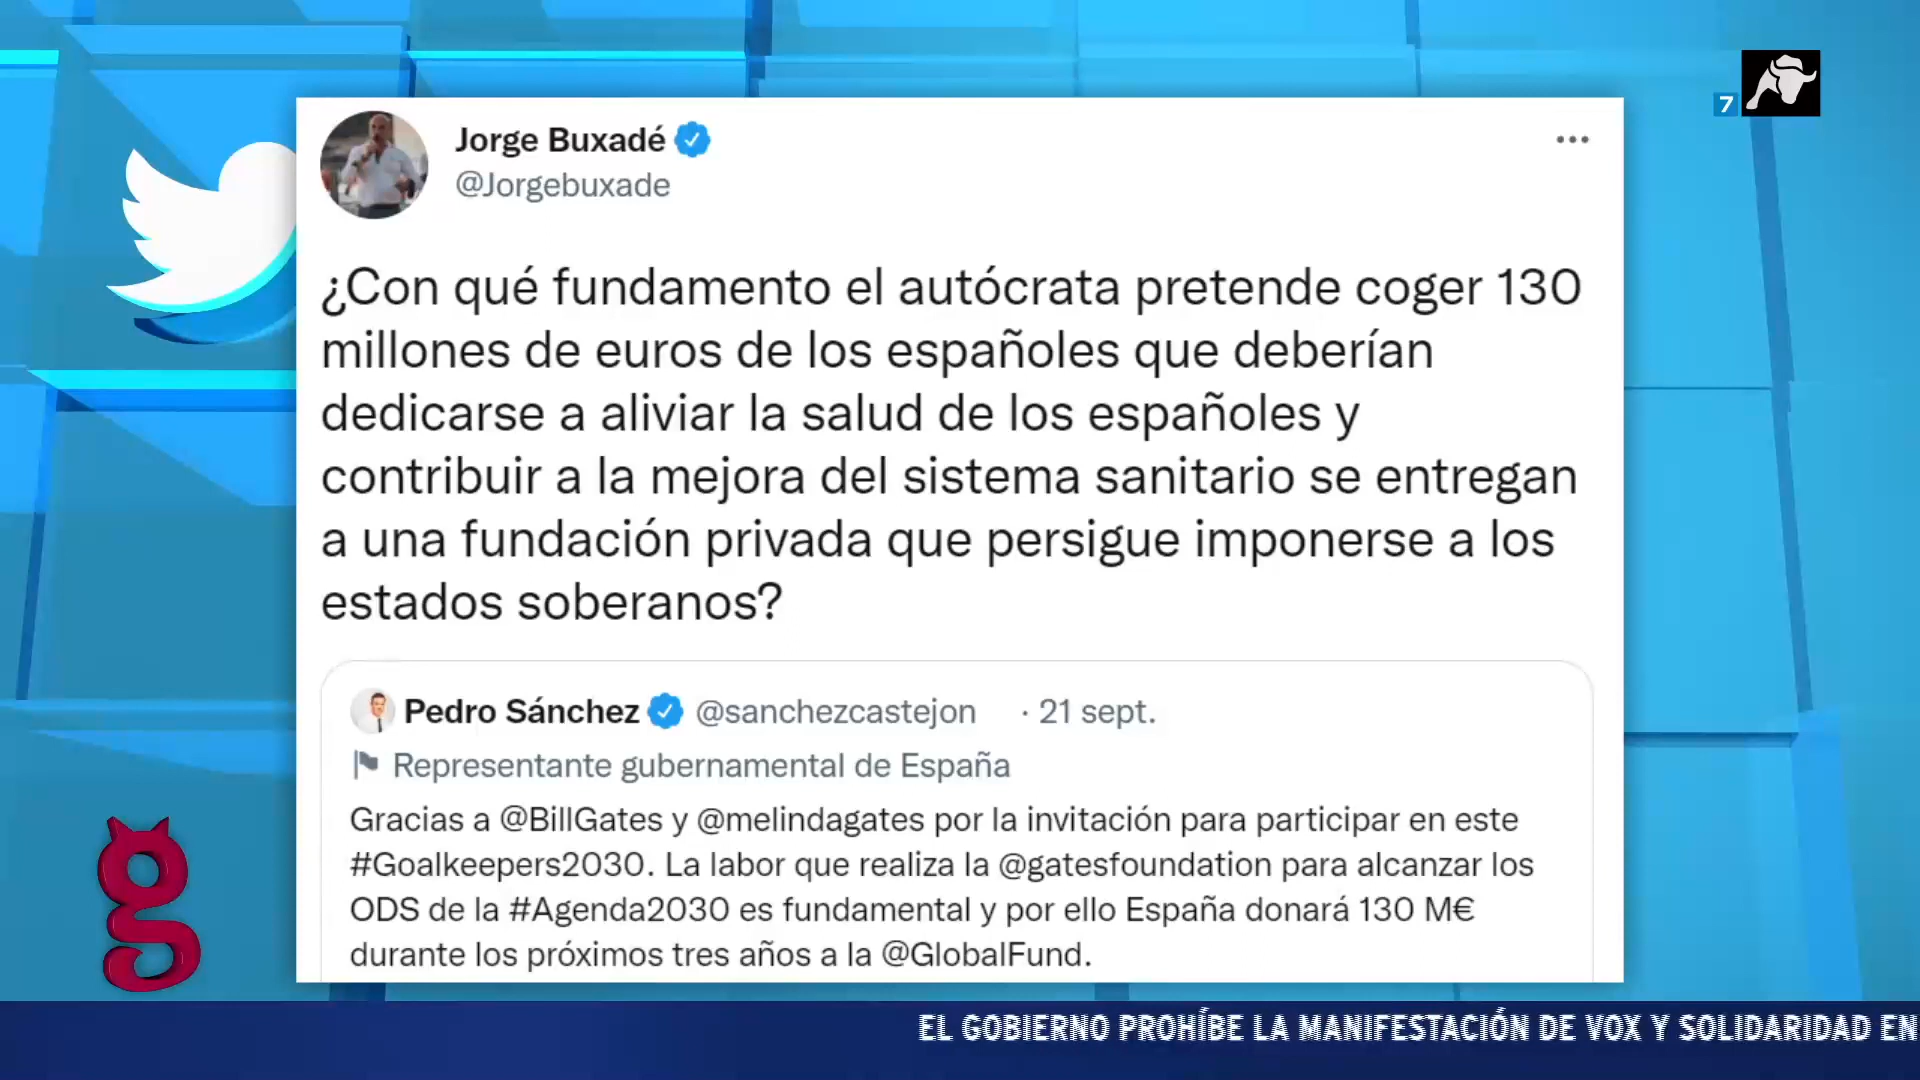 7
Jorge Buxadé
@Jorgebuxade
¿Con qué fundamento el autócrata pretende coger 130
millones de euros de los españoles que deberían
dedicarse a aliviar la salud de los españoles y
contribuir a la mejora del sistema sanitario se entregan
a una fundación privada que persigue imponerse a los
estados soberanos?
Pedro Sánchez @sanchezcastejon · 21 sept.
Representante gubernamental de España
Gracias a @BillGates y @melindagates por la invitación para participar en este
#Goalkeepers2030. La labor que realiza la @gatesfoundation para alcanzar los
ODS de la #Agenda2030 es fundamental y por ello España donará 130 M€
durante los próximos tres años a la @GlobalFund.
g
EL GOBIERNO PROHÍBE LA MANIFESTACIÓN DE VOX Y SOLIDARIDAD EN